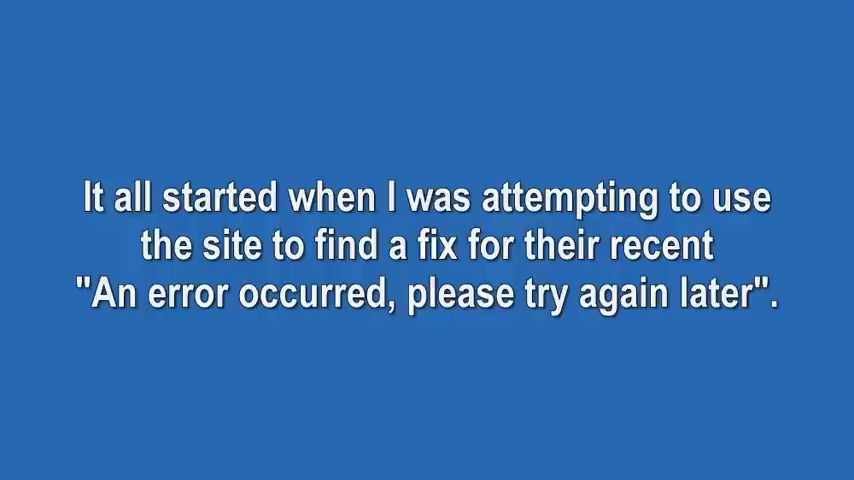 It all started when I was attempting to use
the site to find a fix for their recent
"An error occurred, please try again later".